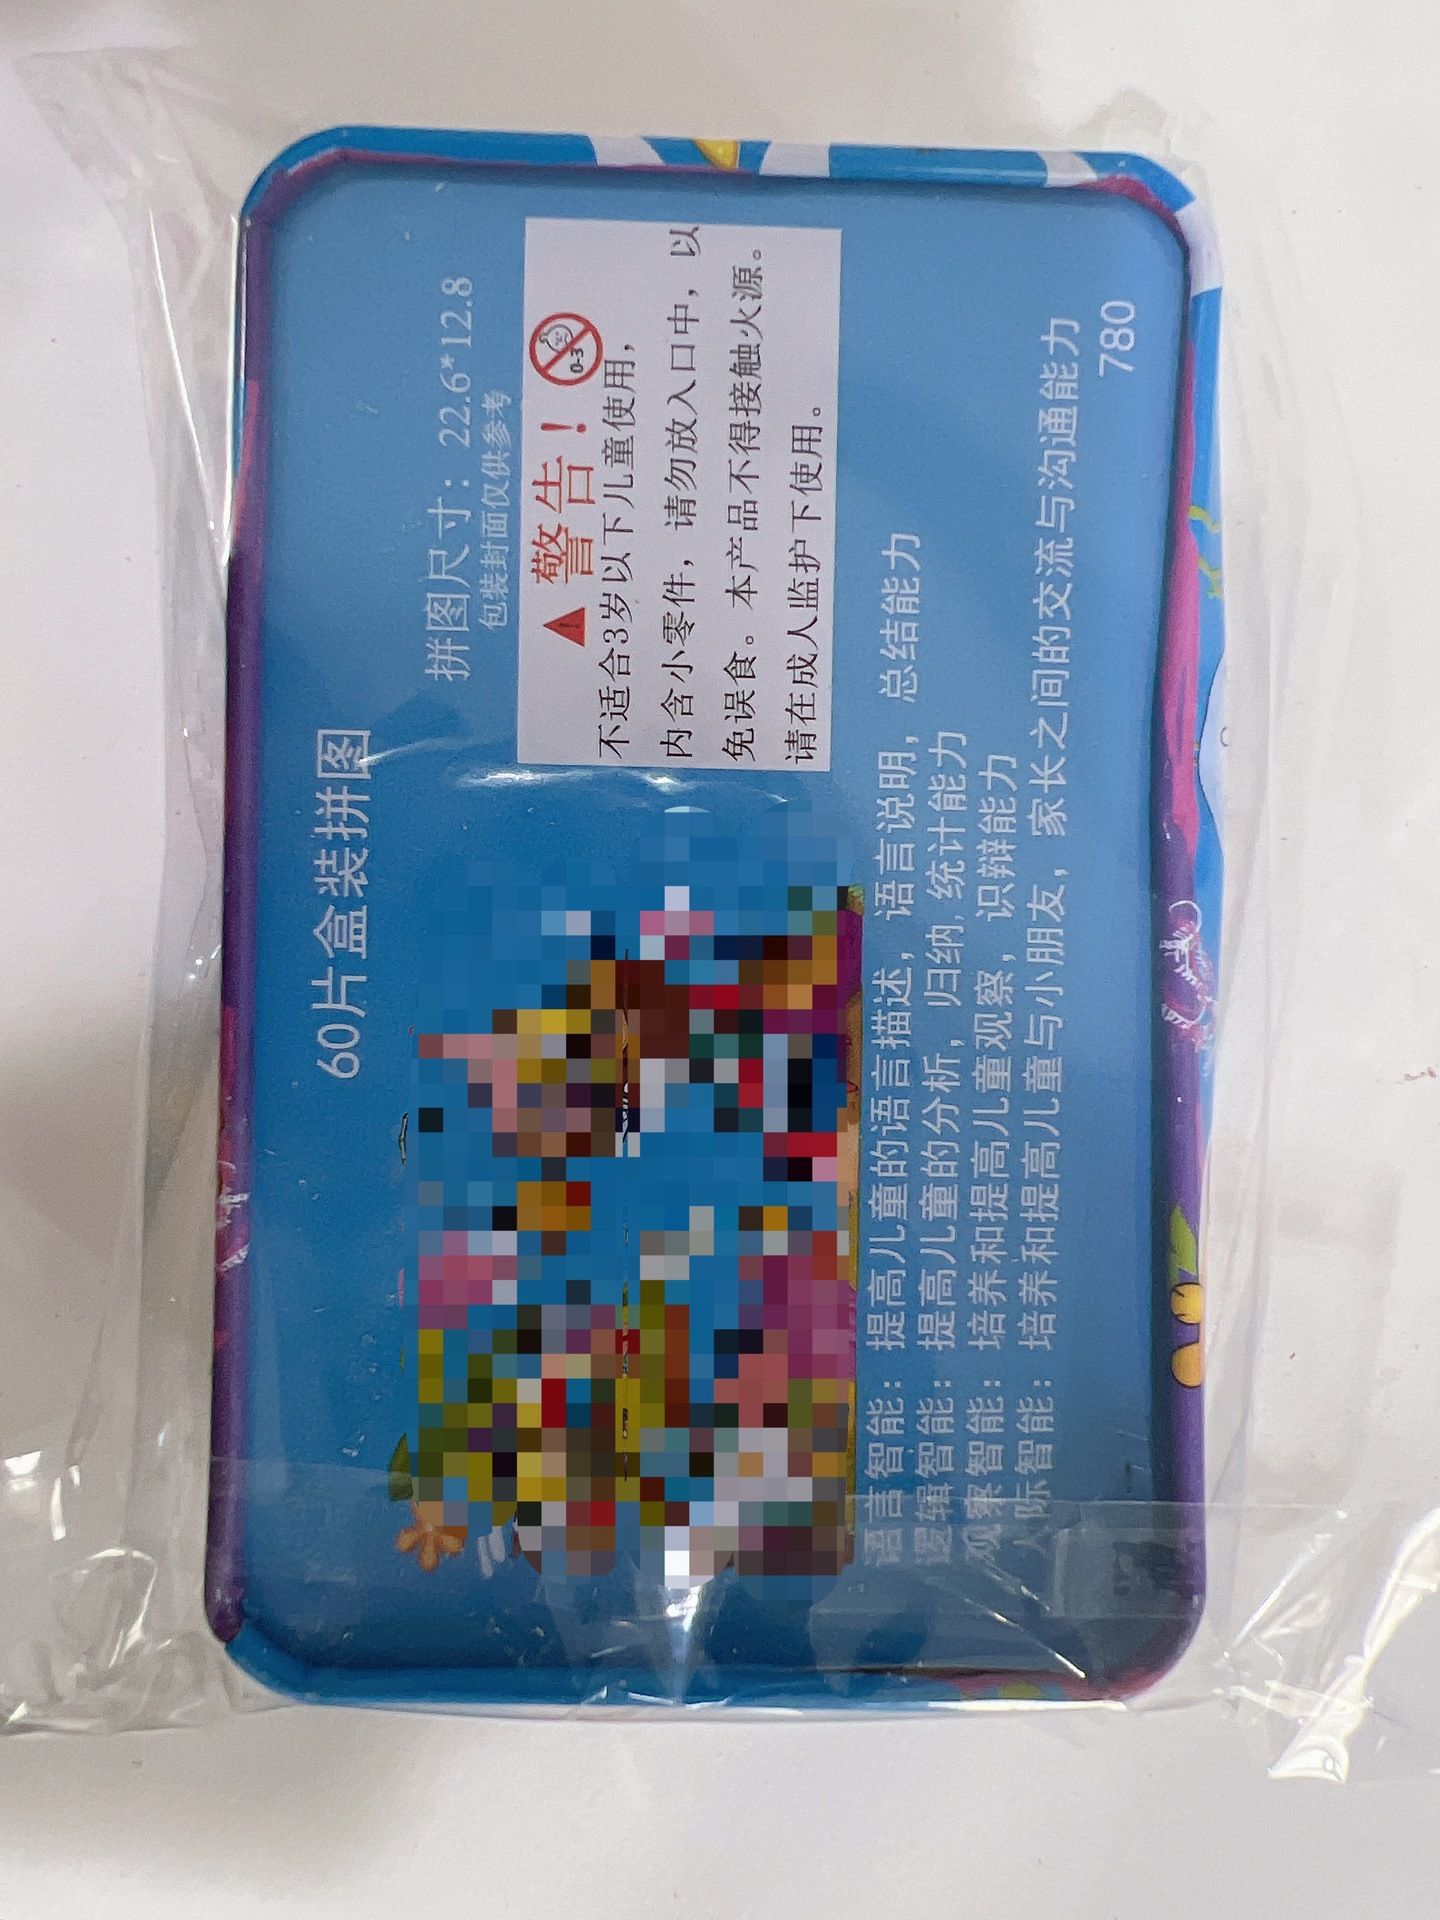 60片盒装拼图
拼图尺寸：22.6*12.8
包装封面仅供参考
警告！
0-3
不适合3岁以下儿童使用，
内含小零件，请勿放入口中，以
免误食。本产品不得接触火源。
请在成人监护下使用。
语言智能：提高儿童的语言描述，语言说明，总结能力
逻辑智能：提高儿童的分析，归纳,统计能力
观察智能：培养和提高儿童观察，识辩能力
人际智能：培养和提高儿童与小朋友，家长之间的交流与沟通能力
780